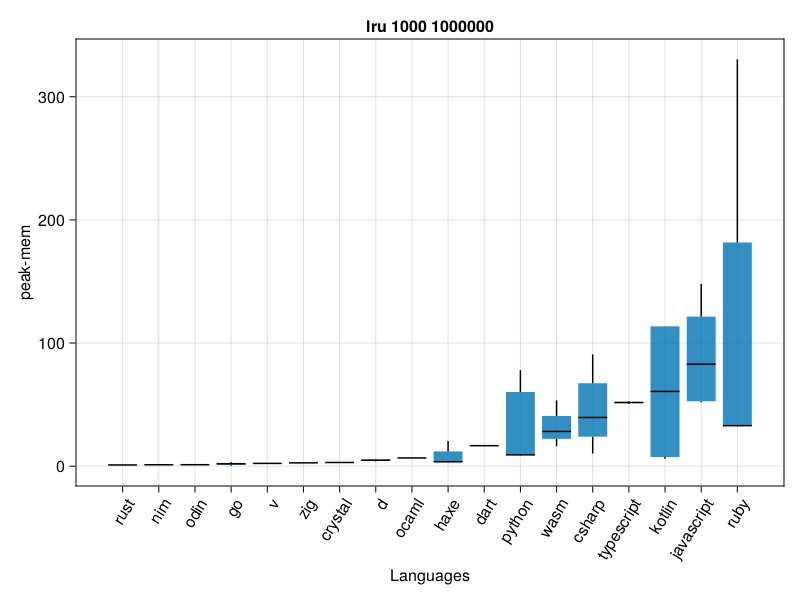 lru 1000 1000000
peak-mem
300
200
100
0
rust
nim
odin
go
v
zig
crystal
d
ocaml
haxe
dart
python
wasm
csharp
typescript
kotlin
javascript
ruby
Languages